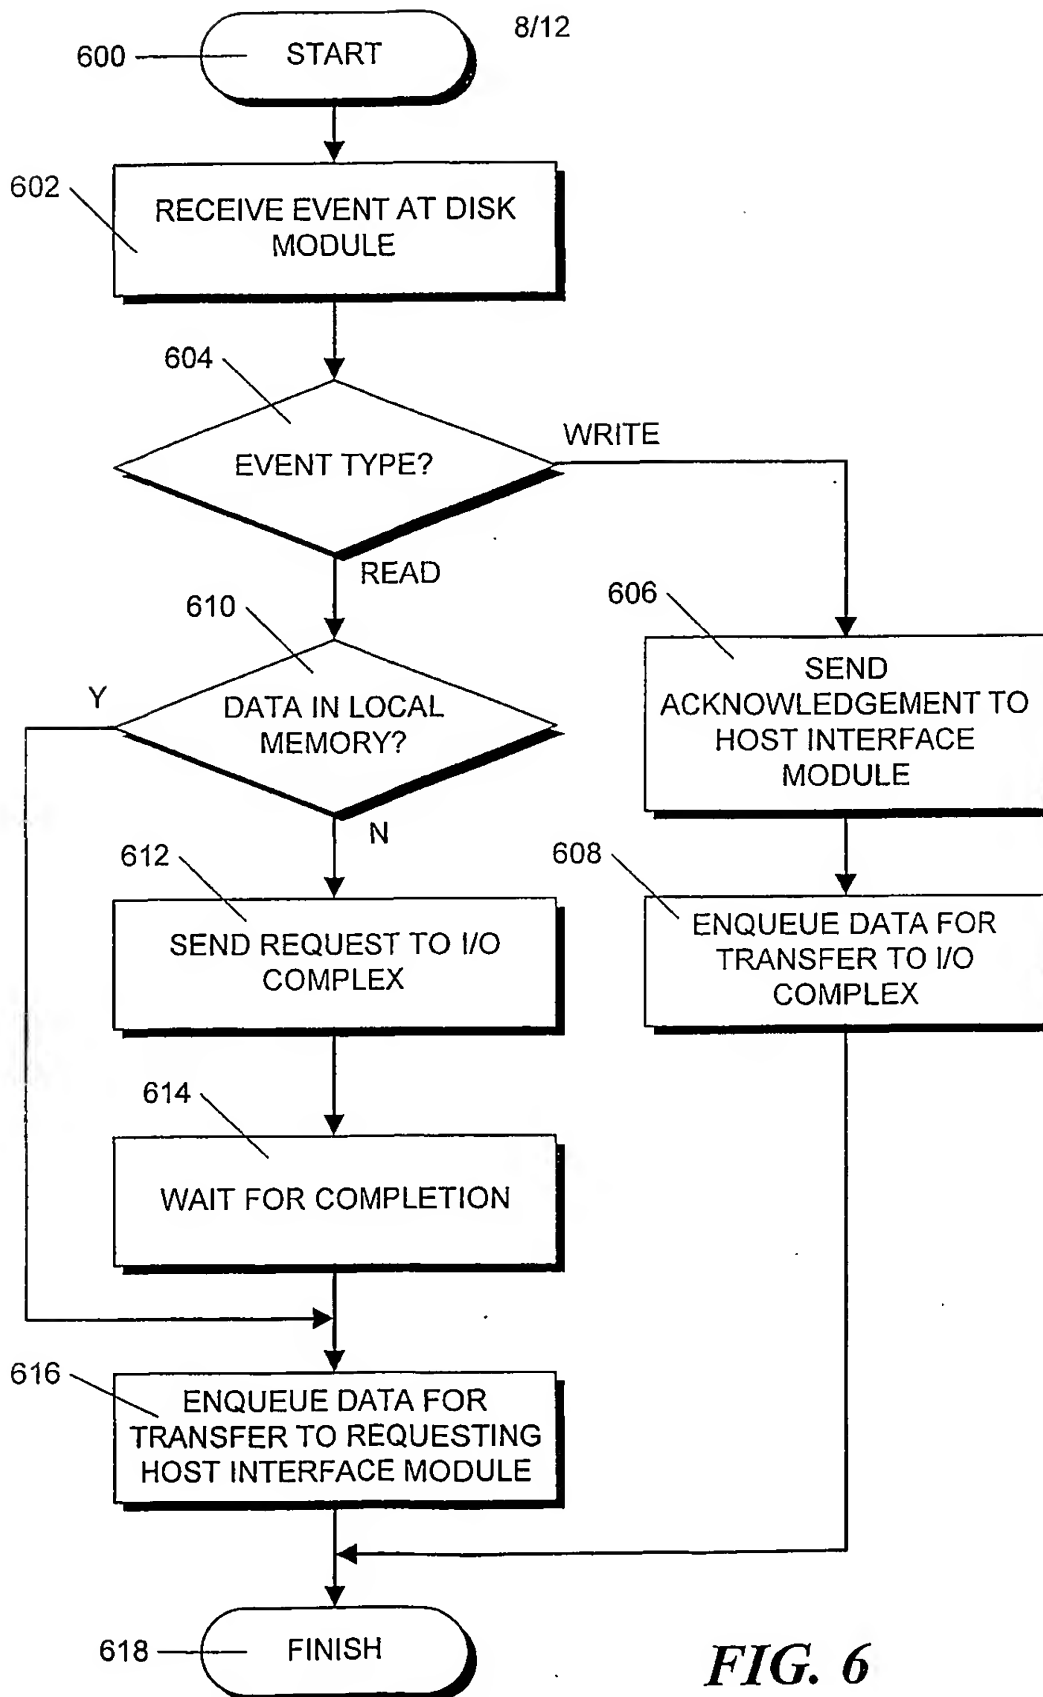 8/12
600
START
602
RECEIVE EVENT AT DISK
MODULE
604
EVENT TYPE?
WRITE
READ
610
Y
DATA IN LOCAL
MEMORY?
N
606
SEND
ACKNOWLEDGEMENT TO
HOST INTERFACE
MODULE
612
SEND REQUEST TO I/O
COMPLEX
608
ENQUEUE DATA FOR
TRANSFER TO I/O
COMPLEX
614
WAIT FOR COMPLETION
616
ENQUEUE DATA FOR
TRANSFER TO REQUESTING
HOST INTERFACE MODULE
618
FINISH
FIG. 6